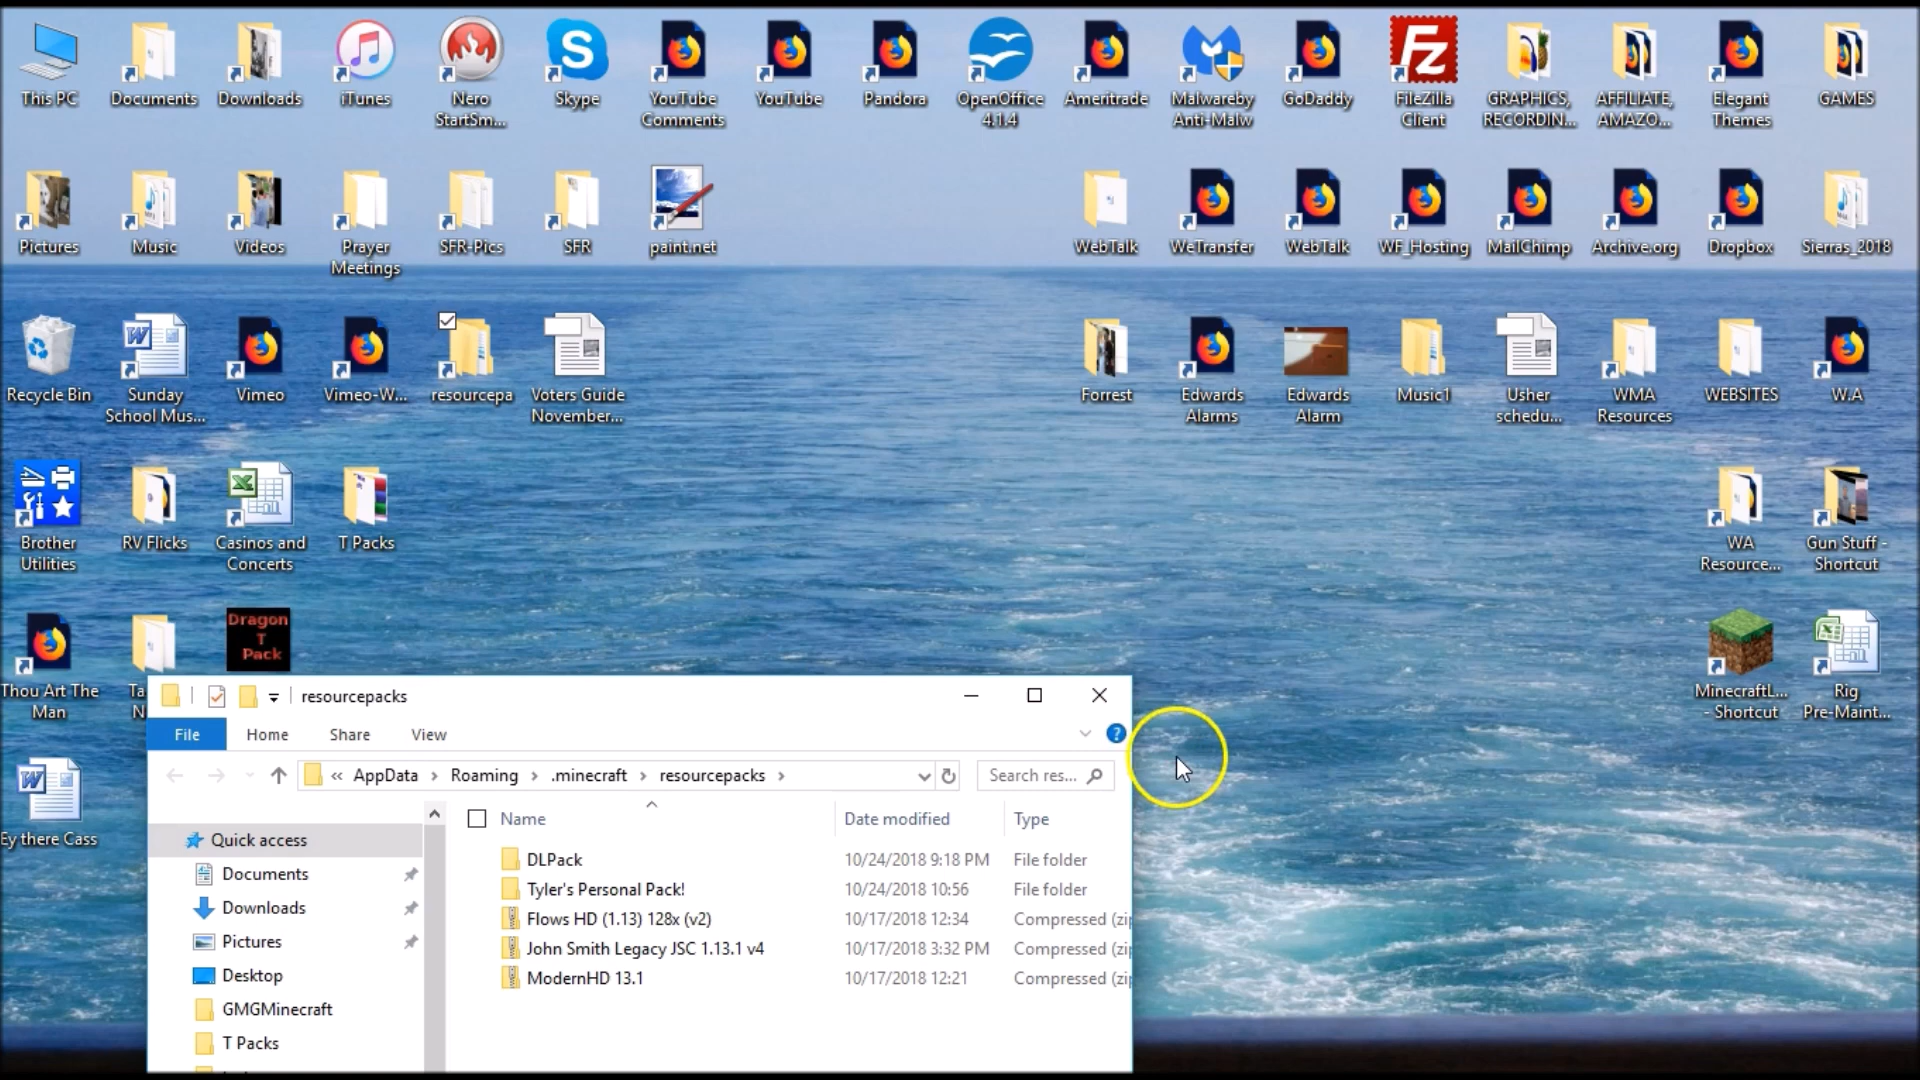 This PC
Documents
Downloads
iTunes
Nero
StartSm...
Skype
YouTube
Comments
YouTube
Pandora
OpenOffice
4.1.4
Ameritrade
Malwareby
Anti-Malw
GoDaddy
FileZilla
Client
GRAPHICS,
RECORDIN...
AFFILIATE,
AMAZO...
Elegant
Themes
GAMES
Pictures
Music
Videos
Prayer
Meetings
SFR-Pics
SFR
paint.net
WebTalk
WeTransfer
WebTalk
WF_Hosting
MailChimp
Archive.org
Dropbox
Sierras_2018
Recycle Bin
Sunday
School Mus...
Vimeo
Vimeo-W...
resourcepa
Voters Guide
November...
Forrest
Edwards
Alarms
Edwards
Alarm
Music1
Usher
schedu...
WMA
Resources
WEBSITES
W.A
Brother
Utilities
RV Flicks
Casinos and
Concerts
T Packs
WA
Resource...
Gun Stuff -
Shortcut
Thou Art The
Man
Ta
N
Dragon
T
Pack
MinecraftL...
- Shortcut
Rig
Pre-Maint...
Ey there Cass
resourcepacks
File Home Share View
« AppData › Roaming › .minecraft › resourcepacks ›
Search res...
Name Date modified Type
DLPack 10/24/2018 9:18 PM File folder
Tyler's Personal Pack! 10/24/2018 10:56 File folder
Flows HD (1.13) 128x (v2) 10/17/2018 12:34 Compressed (zip
John Smith Legacy JSC 1.13.1 v4 10/17/2018 3:32 PM Compressed (zip
ModernHD 13.1 10/17/2018 12:21 Compressed (zip
Quick access
Documents
Downloads
Pictures
Desktop
GMGMinecraft
T Packs